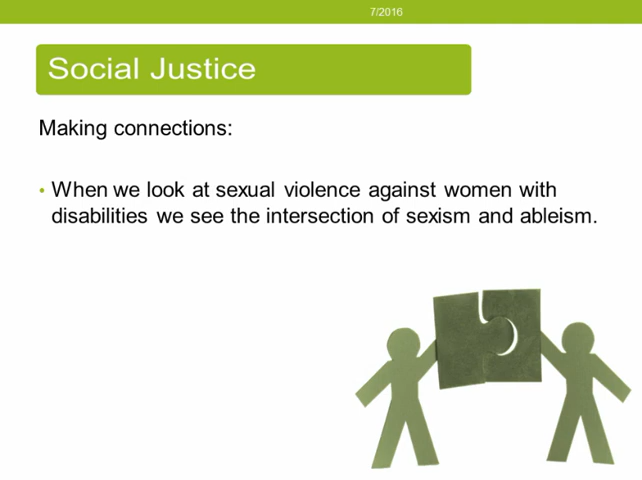 7/2016
Social Justice
Making connections:
• When we look at sexual violence against women with
disabilities we see the intersection of sexism and ableism.